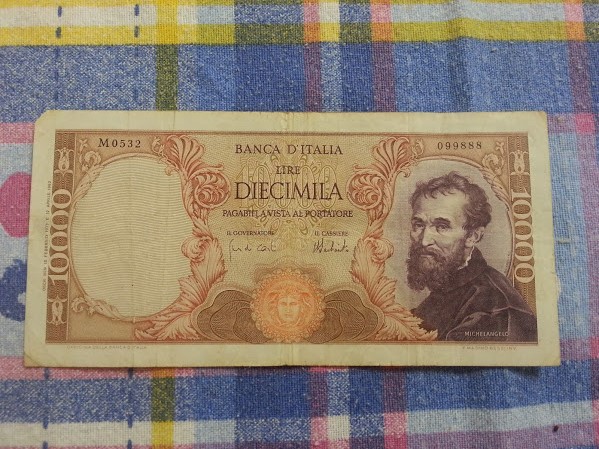 M0532
099888
BANCA D'ITALIA
LIRE
DIECIMILA
PAGABILI A VISTA AL PORTATORE
IL GOVERNATORE
IL CASSIERE
10000
10000
MICHELANGELO